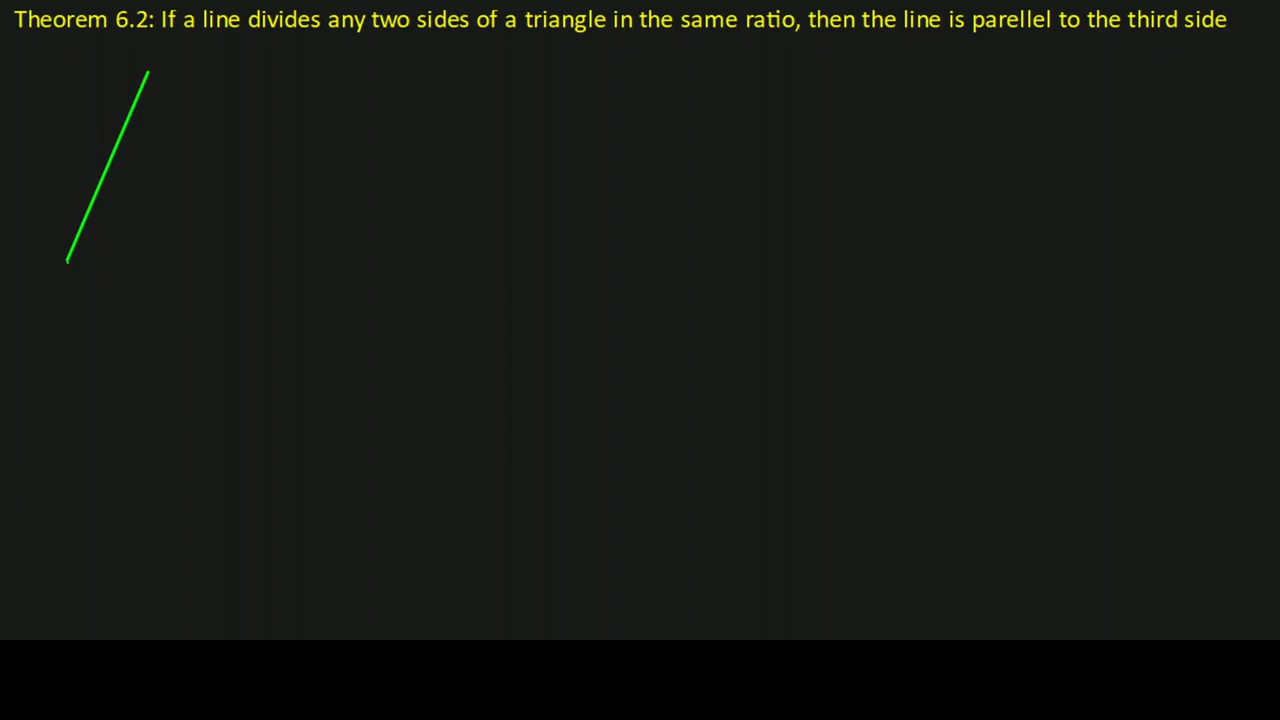 Theorem 6.2: If a line divides any two sides of a triangle in the same ratio, then the line is parellel to the third side